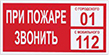 ПРИ ПОЖАРЕ
ЗВОНИТЬ
С ГОРОДСКОГО
01
С МОБИЛЬНОГО
112